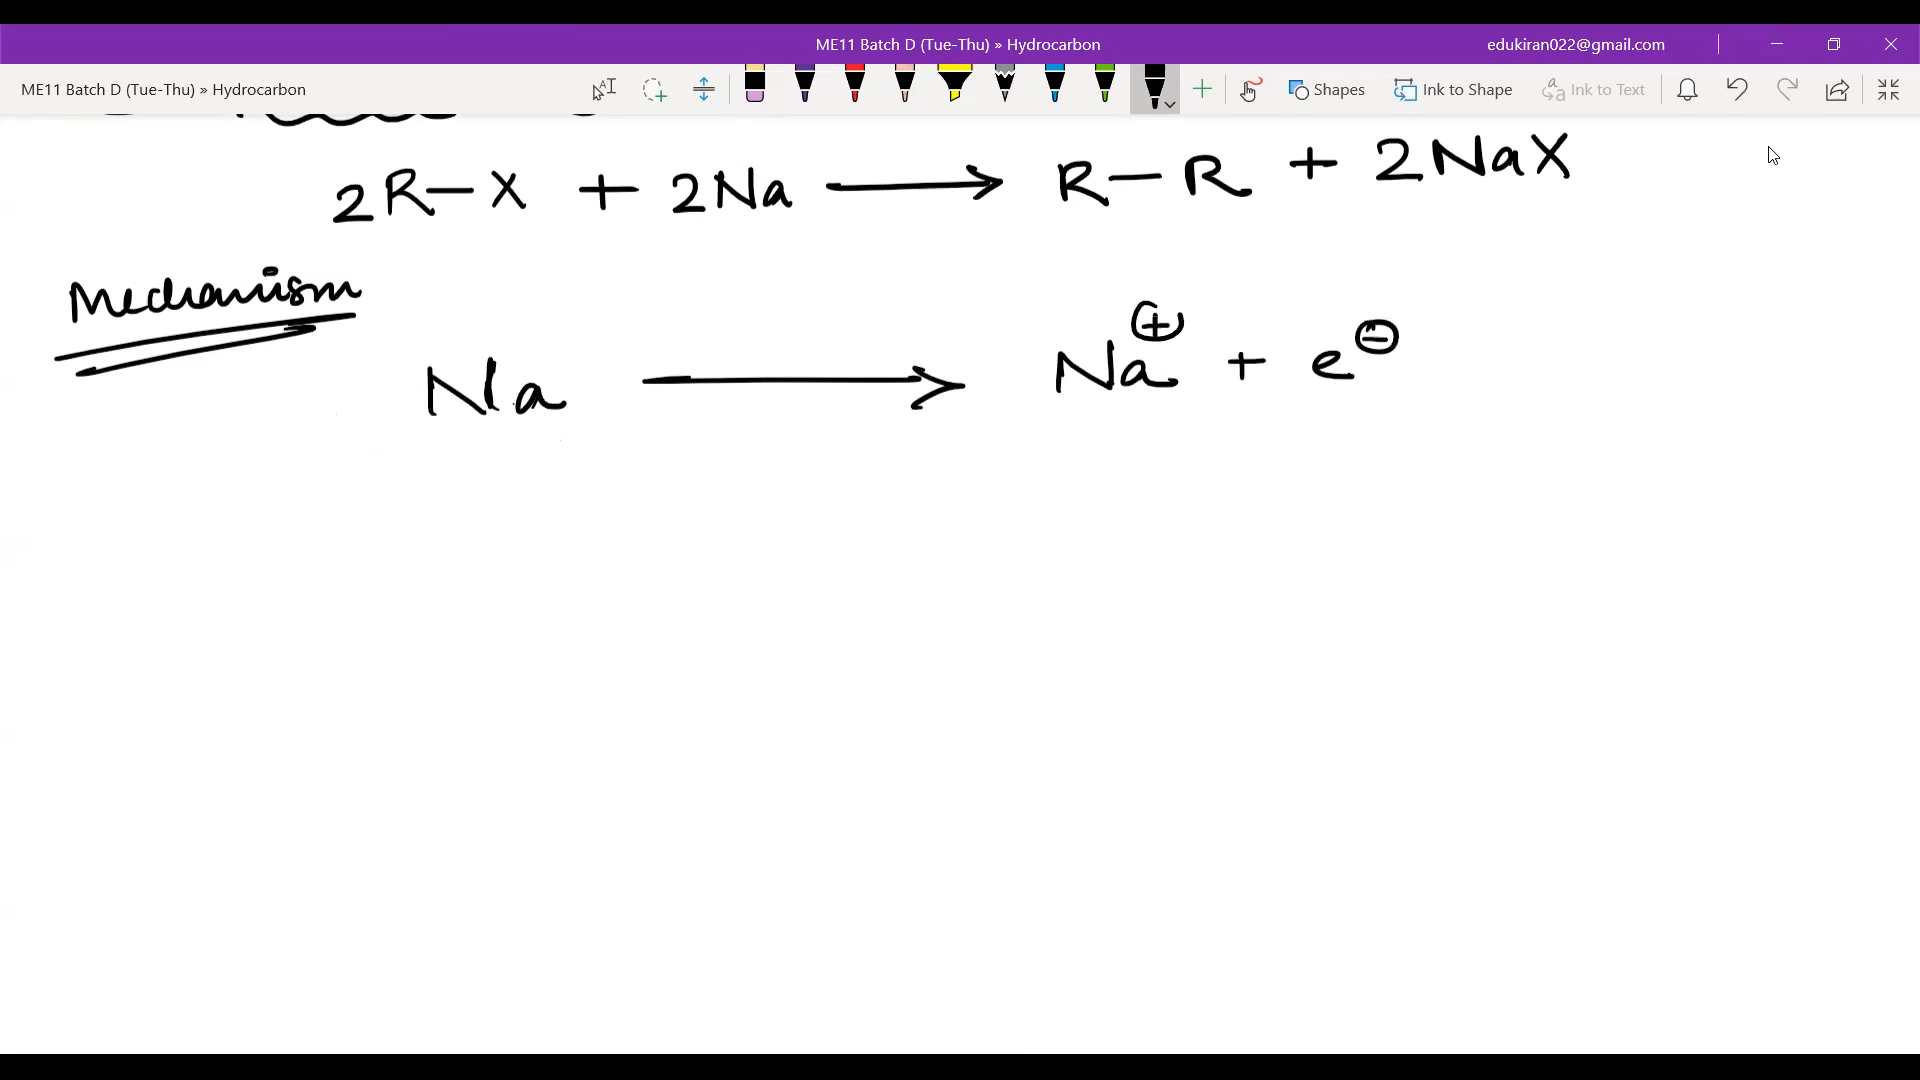 ME11 Batch D (Tue-Thu) » Hydrocarbon
edukiran022@gmail.com
ME11 Batch D (Tue-Thu) » Hydrocarbon
Shapes
Ink to Shape
Ink to Text
2R-X + 2Na ⟶ R-R + 2NaX
Mechanism
Na ⟶ Na⊕ + e⊖